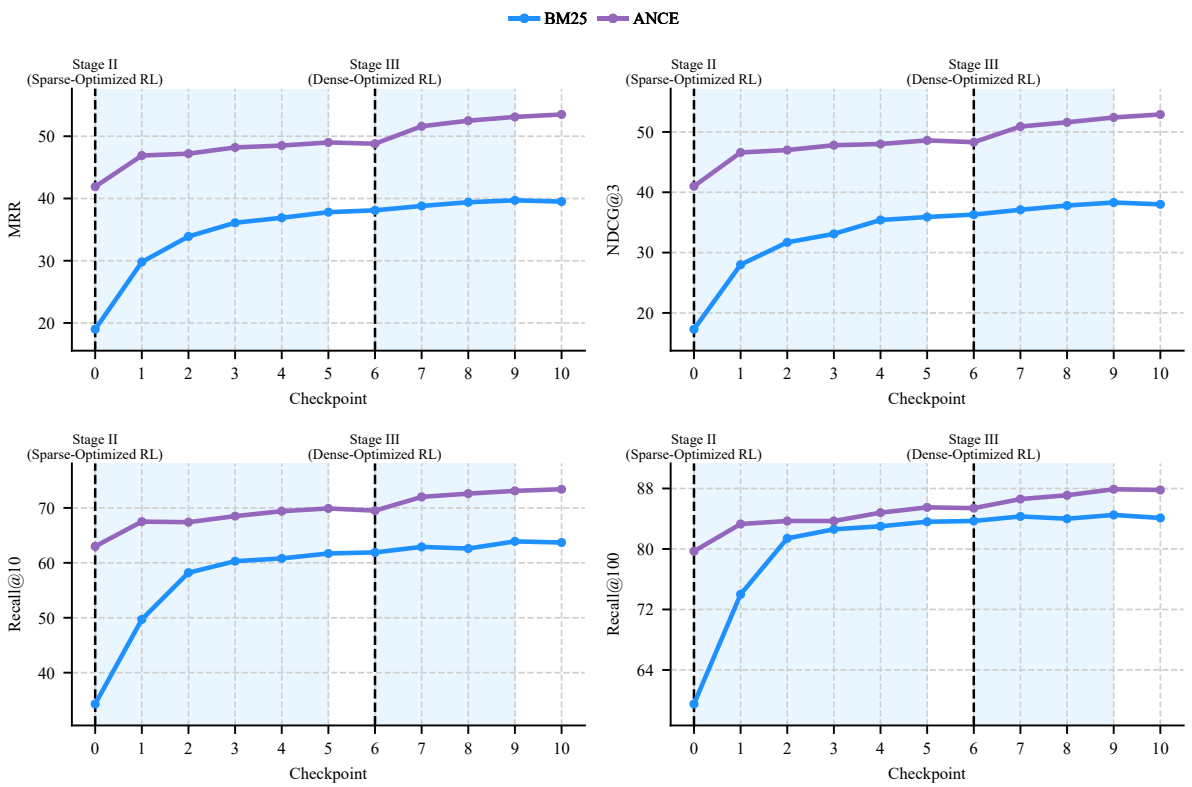 BM25 ANCE
Stage II
(Sparse-Optimized RL)
Stage III
(Dense-Optimized RL)
MRR
50
40
30
20
0 1 2 3 4 5 6 7 8 9 10
Checkpoint
Stage II
(Sparse-Optimized RL)
Stage III
(Dense-Optimized RL)
NDCG@3
50
40
30
20
0 1 2 3 4 5 6 7 8 9 10
Checkpoint
Stage II
(Sparse-Optimized RL)
Stage III
(Dense-Optimized RL)
Recall@10
70
60
50
40
0 1 2 3 4 5 6 7 8 9 10
Checkpoint
Stage II
(Sparse-Optimized RL)
Stage III
(Dense-Optimized RL)
Recall@100
88
80
72
64
0 1 2 3 4 5 6 7 8 9 10
Checkpoint